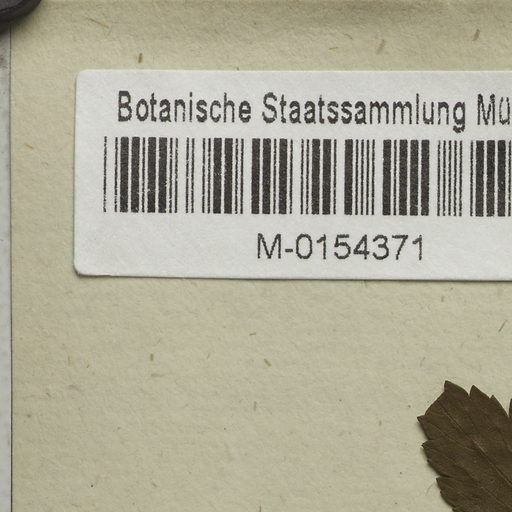 Botanische Staatssammlung Mü
M-0154371